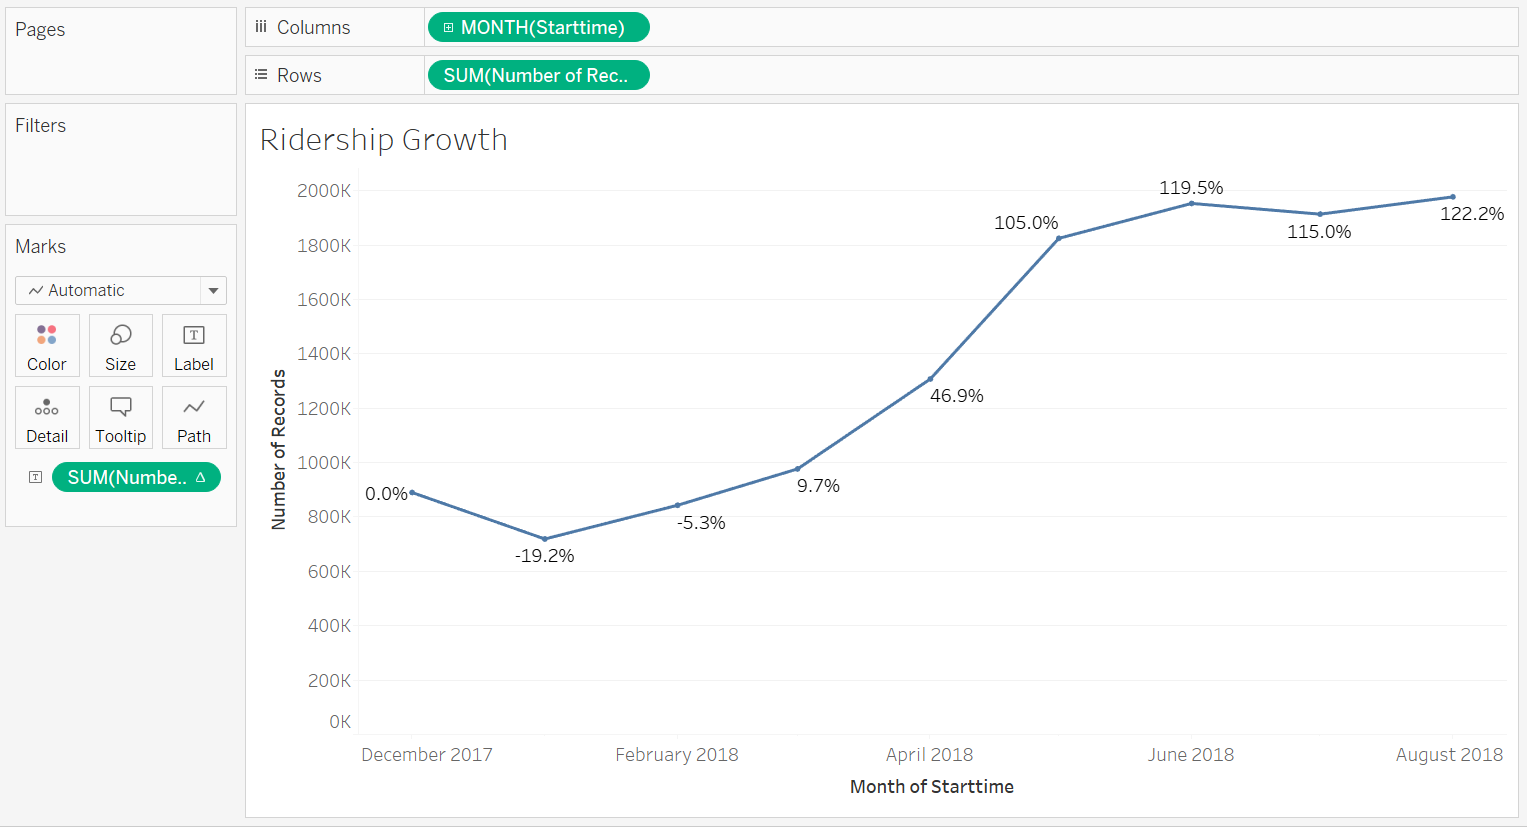 Pages
Columns
MONTH(Starttime)
Rows
SUM(Number of Rec..
Filters
Marks
Automatic
Color
Size
Label
Detail
Tooltip
Path
SUM(Numbe.. Δ
Ridership Growth
Number of Records
2000K
1800K
1600K
1400K
1200K
1000K
800K
600K
400K
200K
0K
0.0%
-19.2%
-5.3%
9.7%
46.9%
105.0%
119.5%
115.0%
122.2%
December 2017
February 2018
April 2018
June 2018
August 2018
Month of Starttime